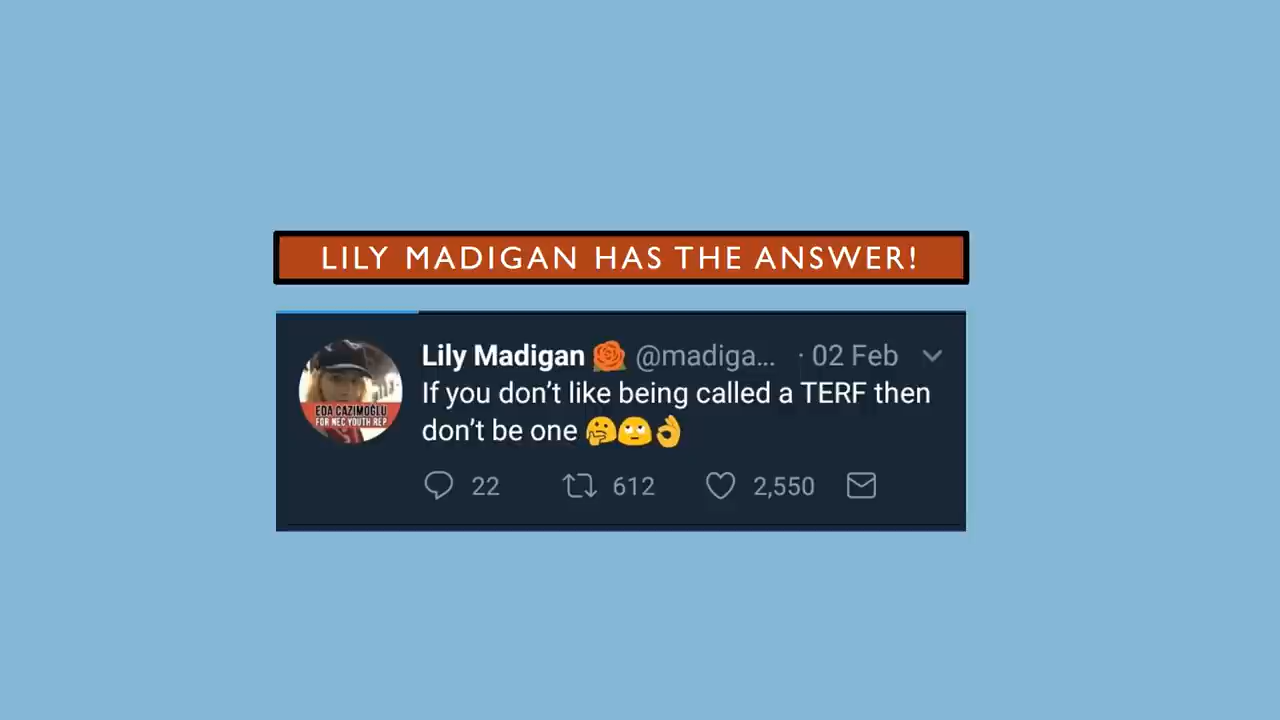 LILY MADIGAN HAS THE ANSWER!
Lily Madigan 🌹 @madiga... · 02 Feb
If you don't like being called a TERF then
don't be one 🤔🙄👌
22 612 2,550
EDA CAZIMOĞLU
FOR NEC YOUTH REP